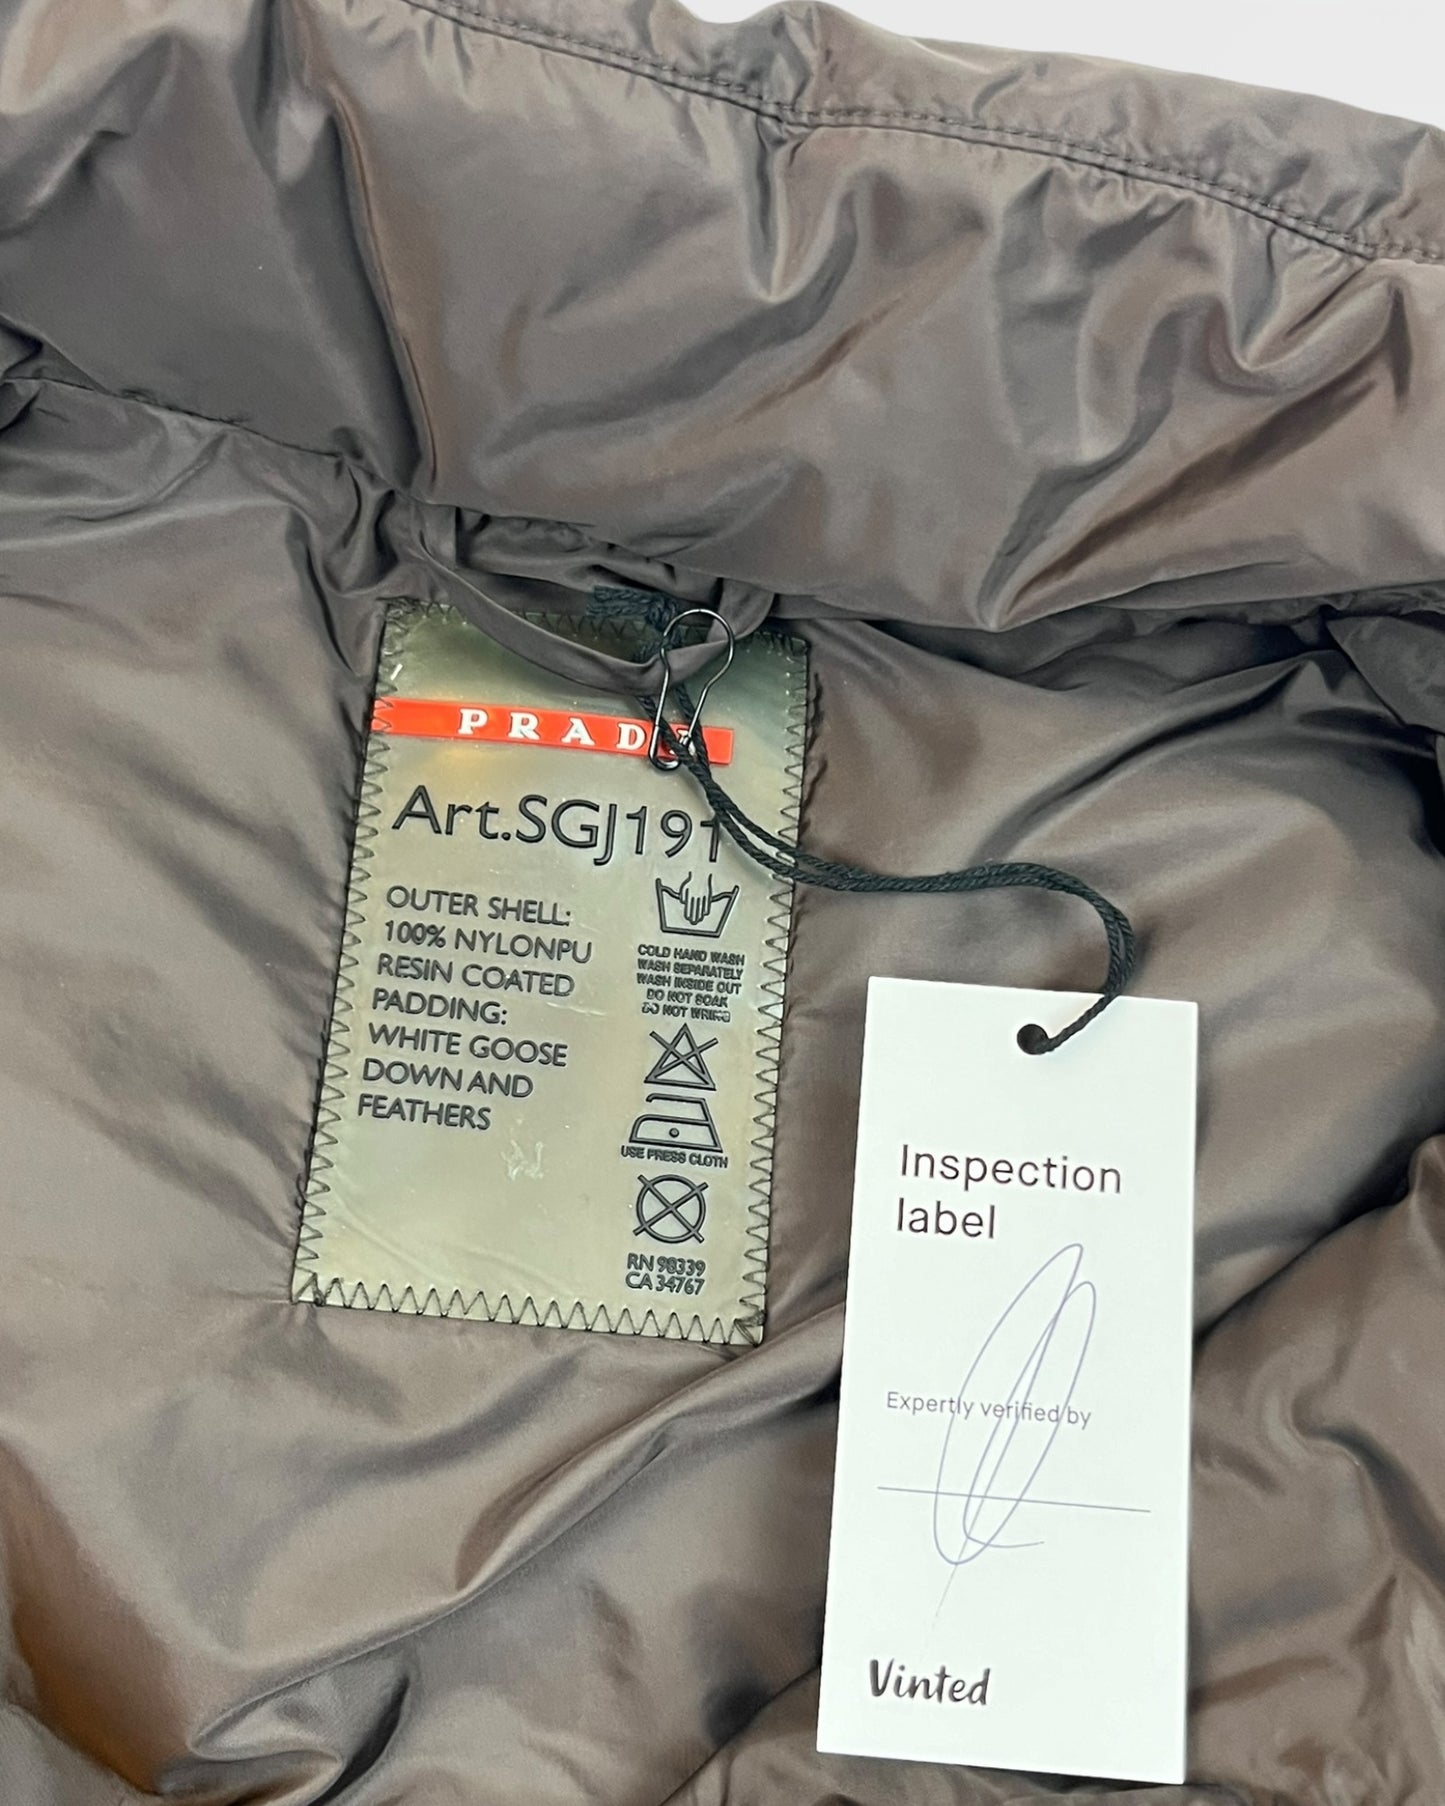 PRADA
Art.SGJ191
OUTER SHELL:
100% NYLONPU
RESIN COATED
PADDING:
WHITE GOOSE
DOWN AND
FEATHERS
COLD HAND WASH
WASH SEPARATELY
WASH INSIDE OUT
DO NOT SOAK
DO NOT WRING
USE PRESS CLOTH
RN 98339
CA 34767
Inspection
label
Expertly verified by
Vinted